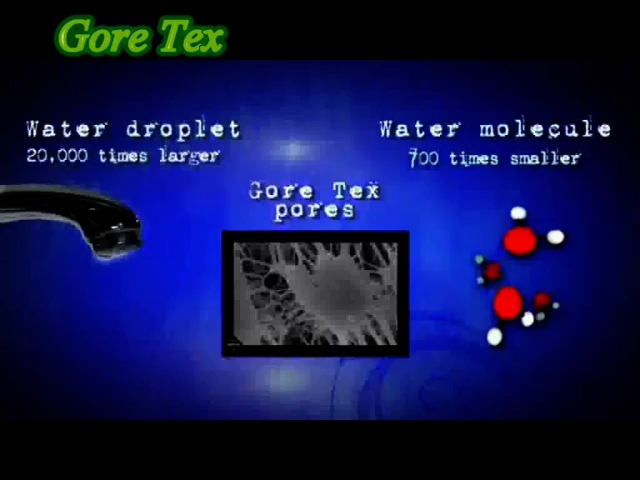 Gore Tex
Water droplet
20,000 times larger
Water molecule
700 times smaller
Gore Tex
pores